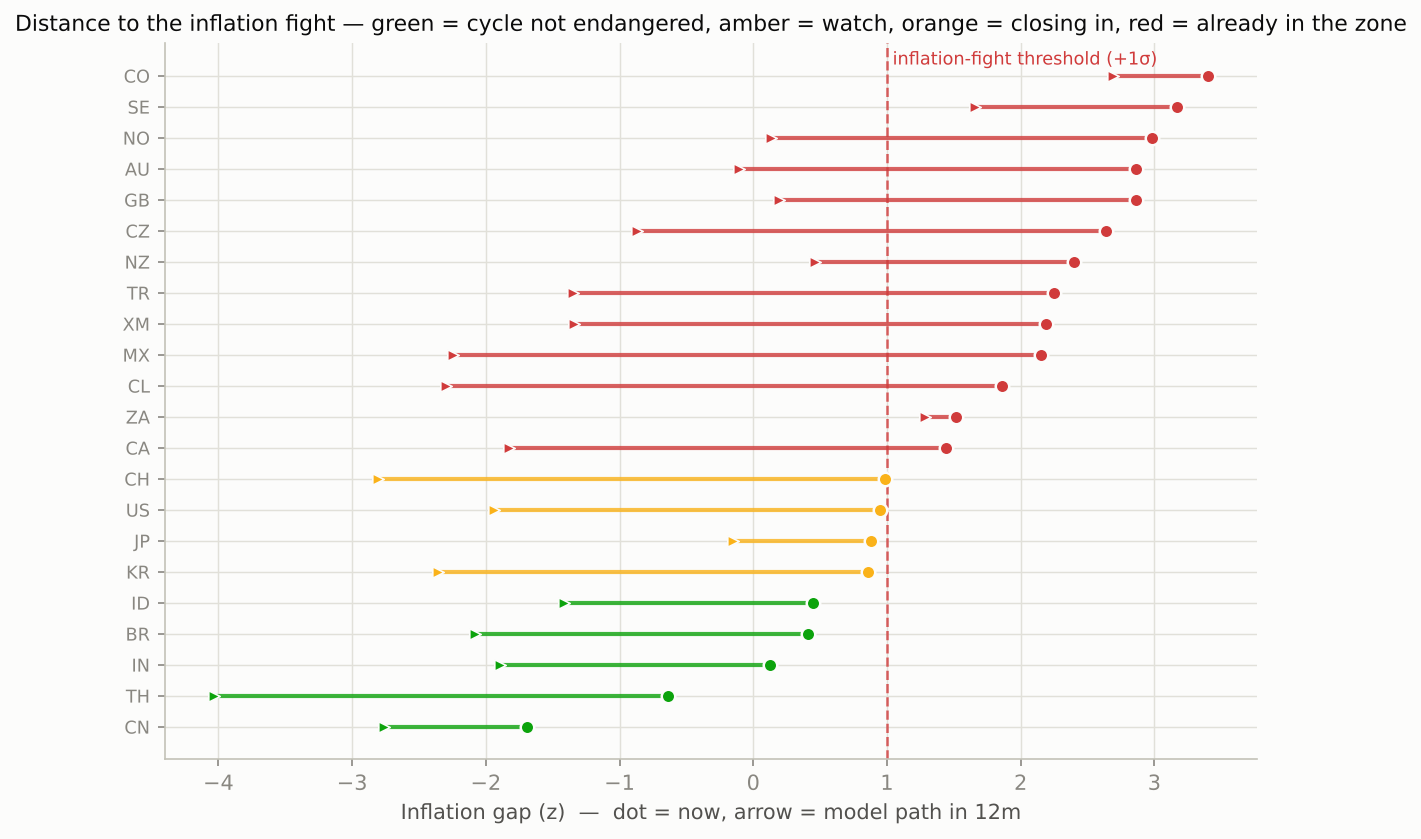 Distance to the inflation fight — green = cycle not endangered, amber = watch, orange = closing in, red = already in the zone
inflation-fight threshold (+1σ)
CO
SE
NO
AU
GB
CZ
NZ
TR
XM
MX
CL
ZA
CA
CH
US
JP
KR
ID
BR
IN
TH
CN
−4 −3 −2 −1 0 1 2 3
Inflation gap (z) — dot = now, arrow = model path in 12m